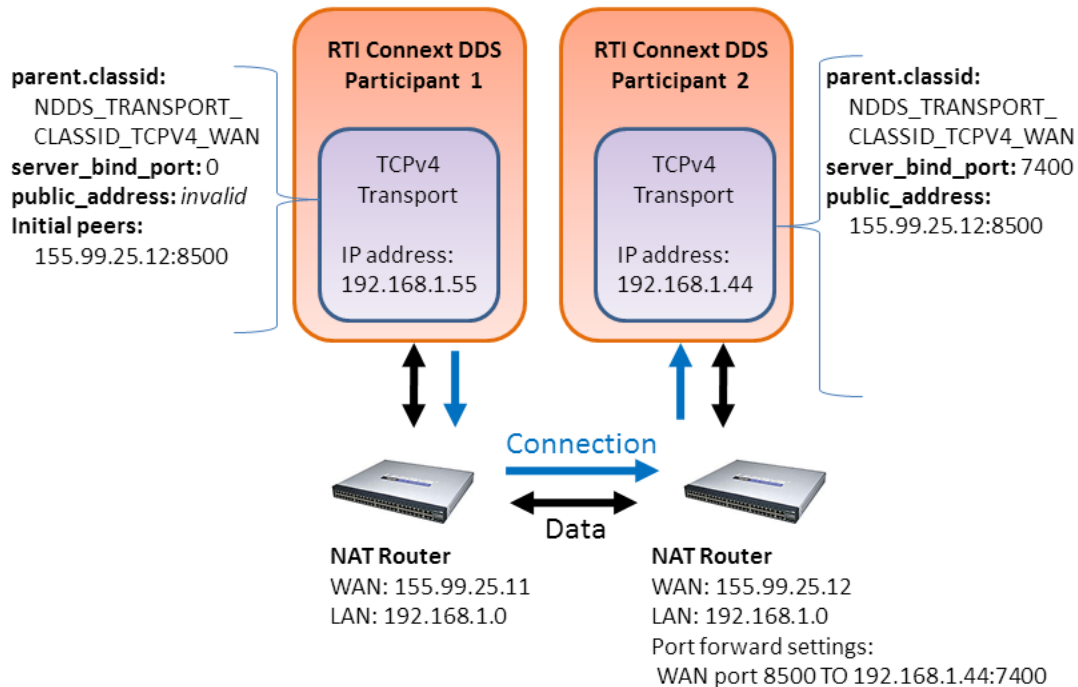 RTI Connext DDS
Participant 1
RTI Connext DDS
Participant 2
parent.classid:
NDDS_TRANSPORT_
CLASSID_TCPV4_WAN
server_bind_port: 0
public_address: invalid
Initial peers:
155.99.25.12:8500
TCPv4
Transport
IP address:
192.168.1.55
TCPv4
Transport
IP address:
192.168.1.44
parent.classid:
NDDS_TRANSPORT_
CLASSID_TCPV4_WAN
server_bind_port: 7400
public_address:
155.99.25.12:8500
Connection
Data
NAT Router
WAN: 155.99.25.11
LAN: 192.168.1.0
NAT Router
WAN: 155.99.25.12
LAN: 192.168.1.0
Port forward settings:
WAN port 8500 TO 192.168.1.44:7400